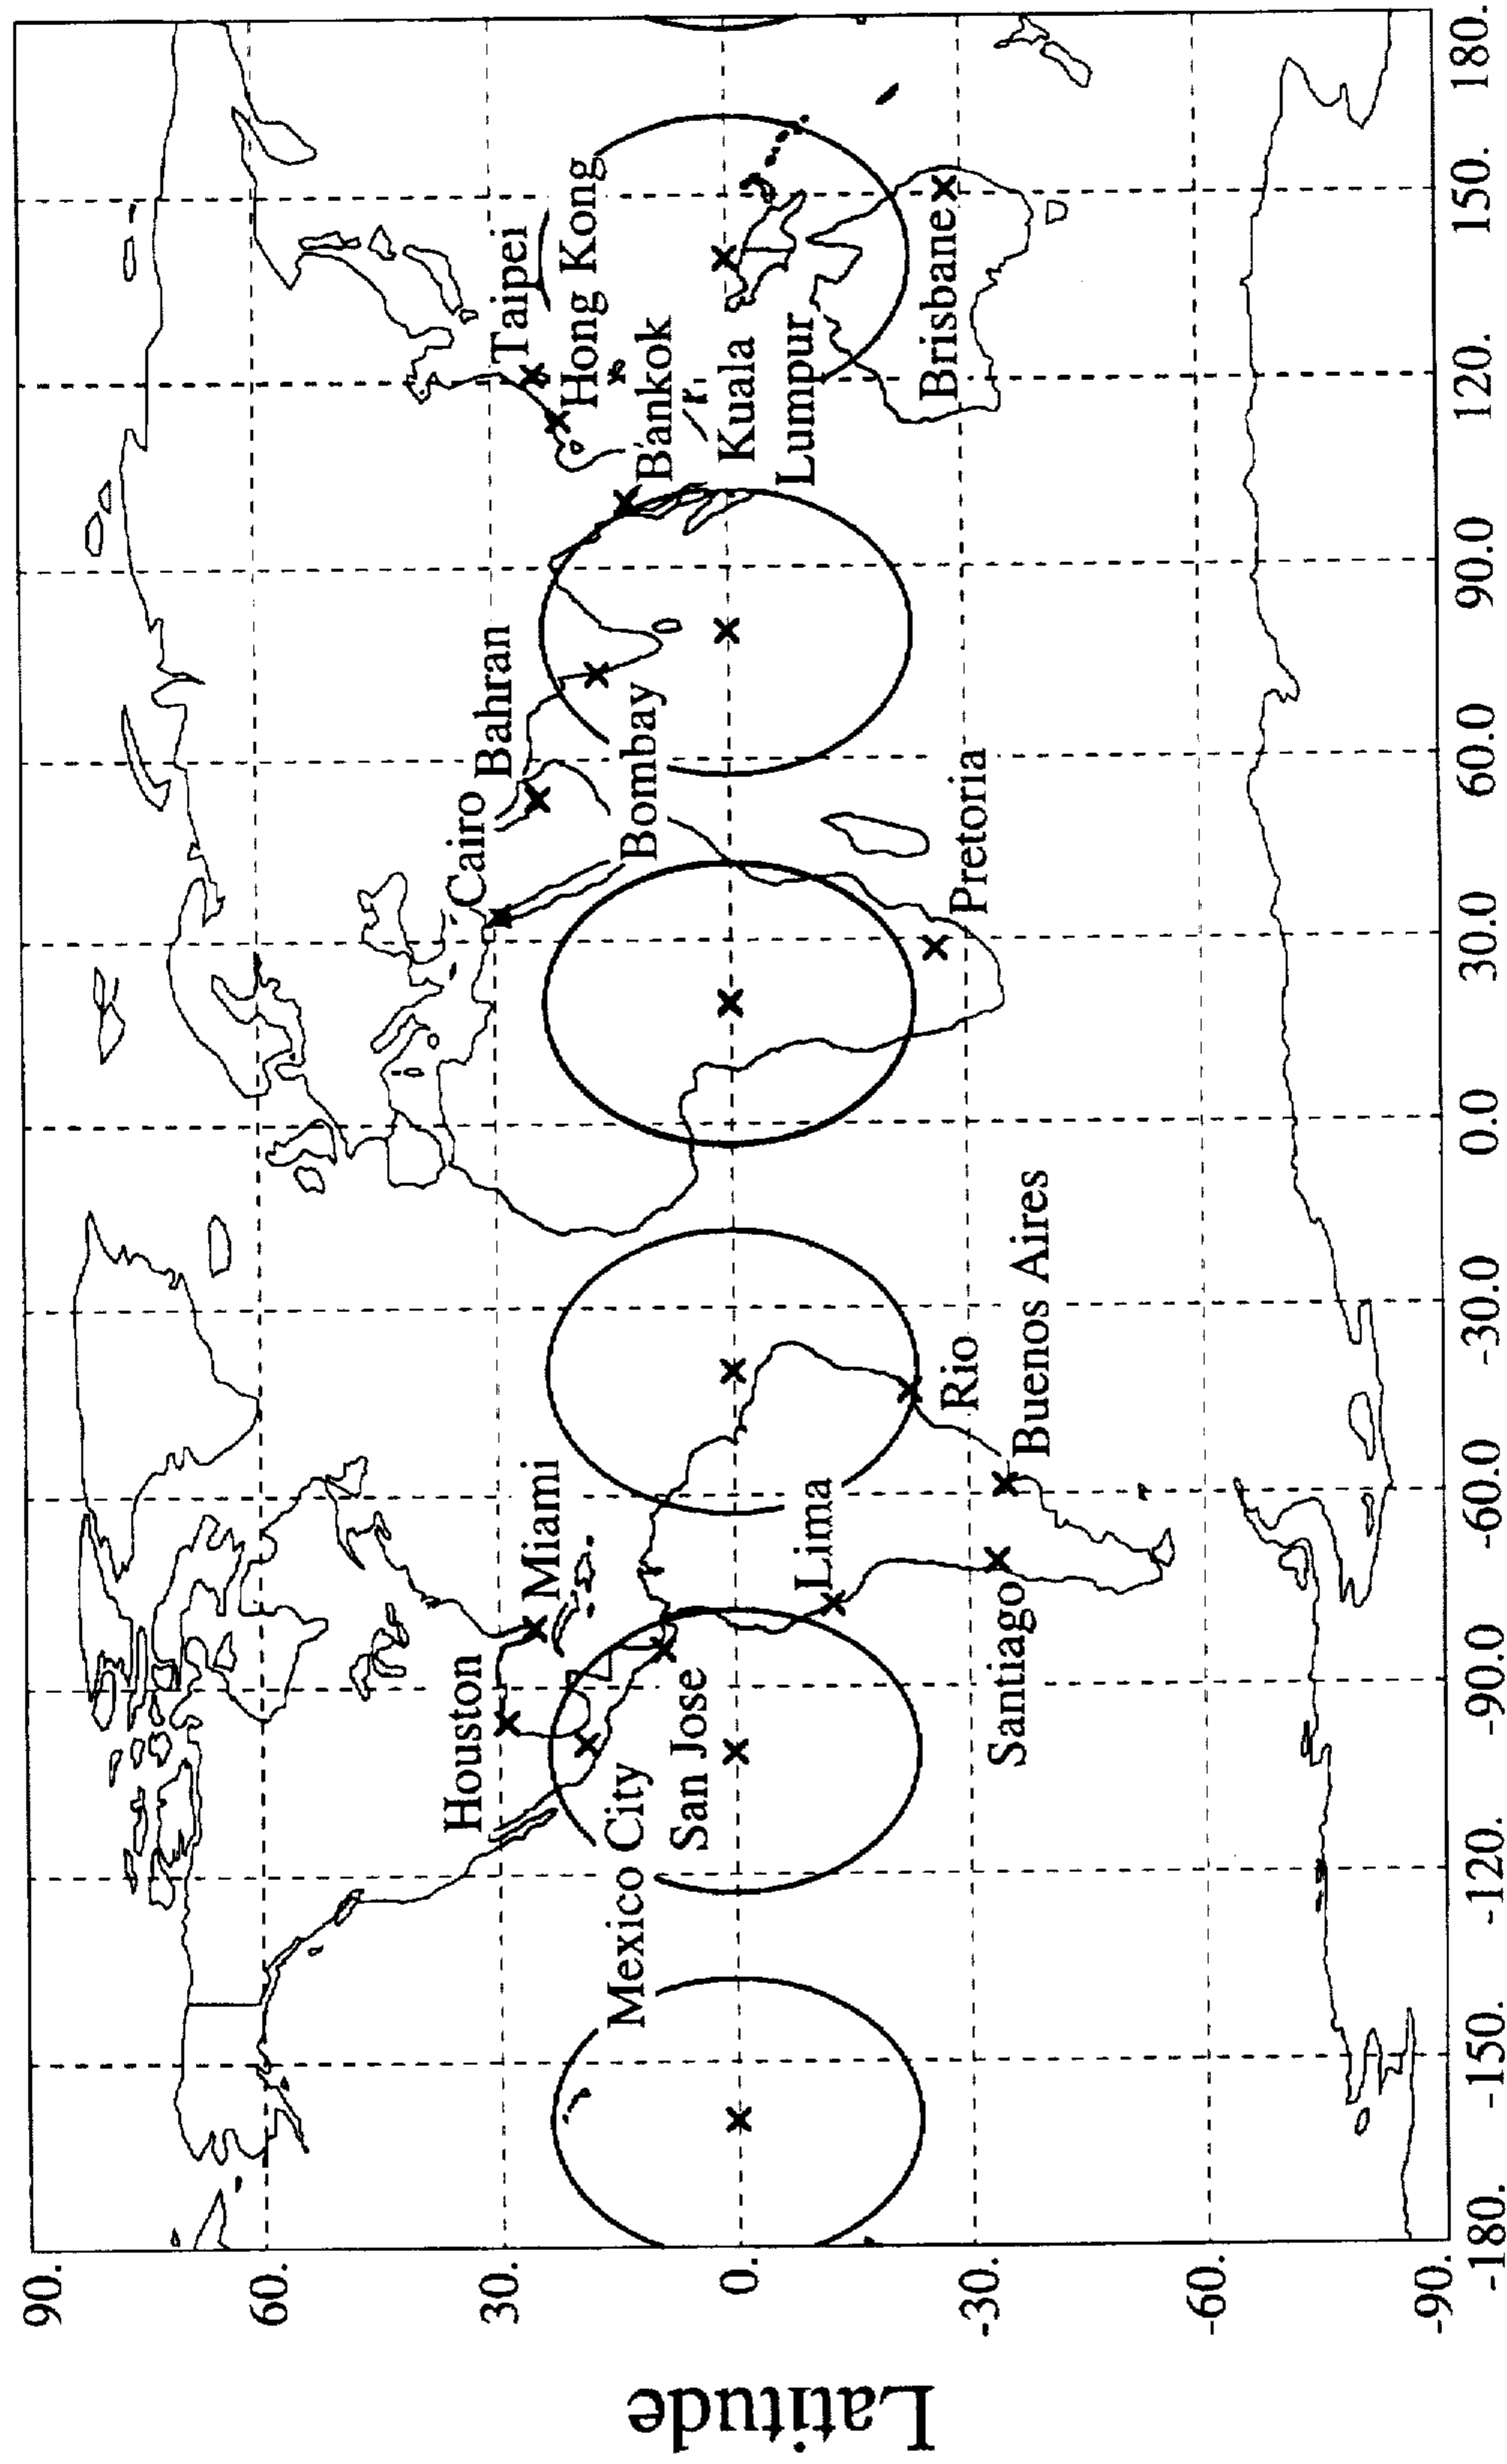 90.
60.
30.
0.
-30.
-60.
-90.
Latitude
Houston
Miami
Mexico City
San Jose
Lima
Santiago
Rio
Buenos Aires
Cairo
Bahran
Bombay
Pretoria
Taipei
Hong Kong
Bankok
Kuala
Lumpur
Brisbane
-180. -150. -120. -90.0 -60.0 -30.0 0.0 30.0 60.0 90.0 120. 150. 180.